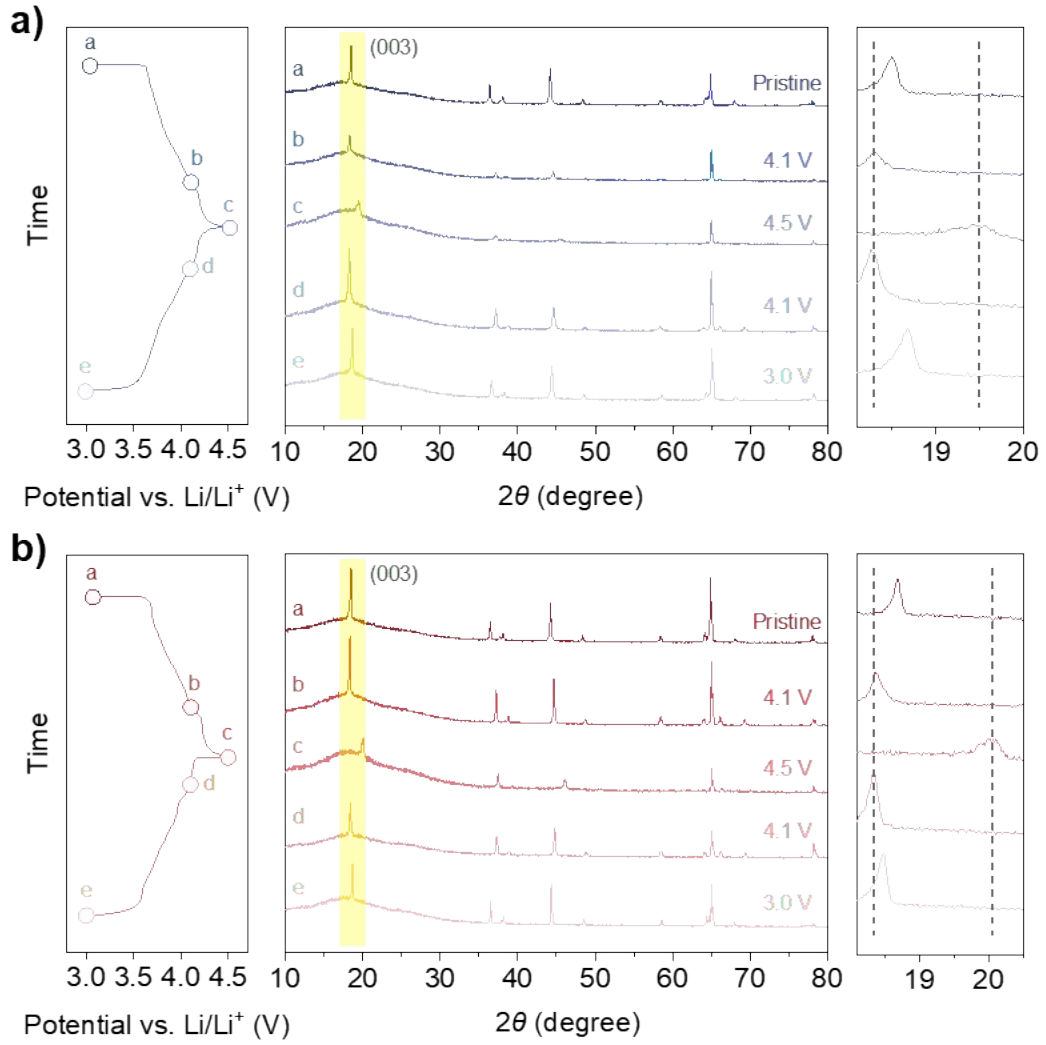 a)
a
b
c
d
e
Time
3.0 3.5 4.0 4.5
Potential vs. Li/Li⁺ (V)
(003)
a
Pristine
b
4.1 V
c
4.5 V
d
4.1 V
e
3.0 V
10 20 30 40 50 60 70 80
2θ (degree)
19 20
b)
a
b
c
d
e
Time
3.0 3.5 4.0 4.5
Potential vs. Li/Li⁺ (V)
(003)
a
Pristine
b
4.1 V
c
4.5 V
d
4.1 V
e
3.0 V
10 20 30 40 50 60 70 80
2θ (degree)
19 20